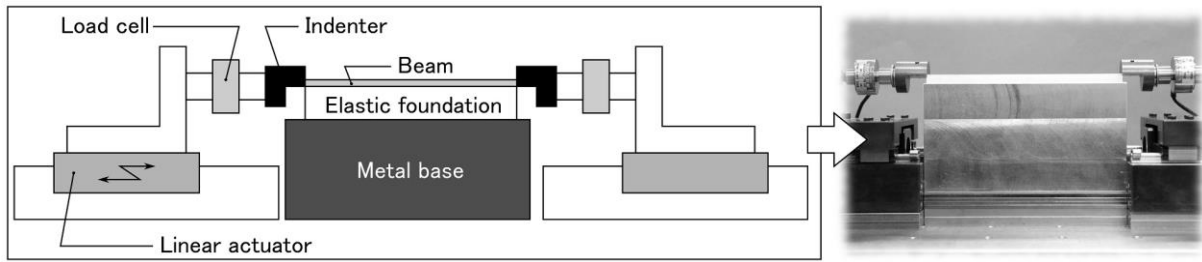 Load cell
Indenter
Beam
Elastic foundation
Metal base
Linear actuator